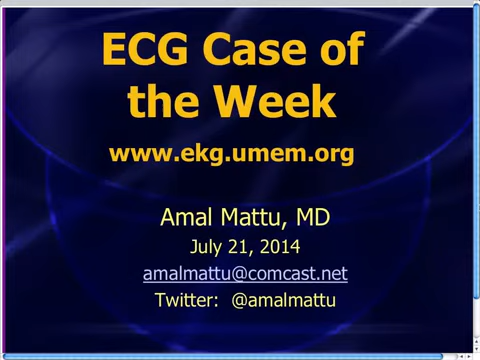 ECG Case of
the Week
www.ekg.umem.org
Amal Mattu, MD
July 21, 2014
amalmattu@comcast.net
Twitter:  @amalmattu